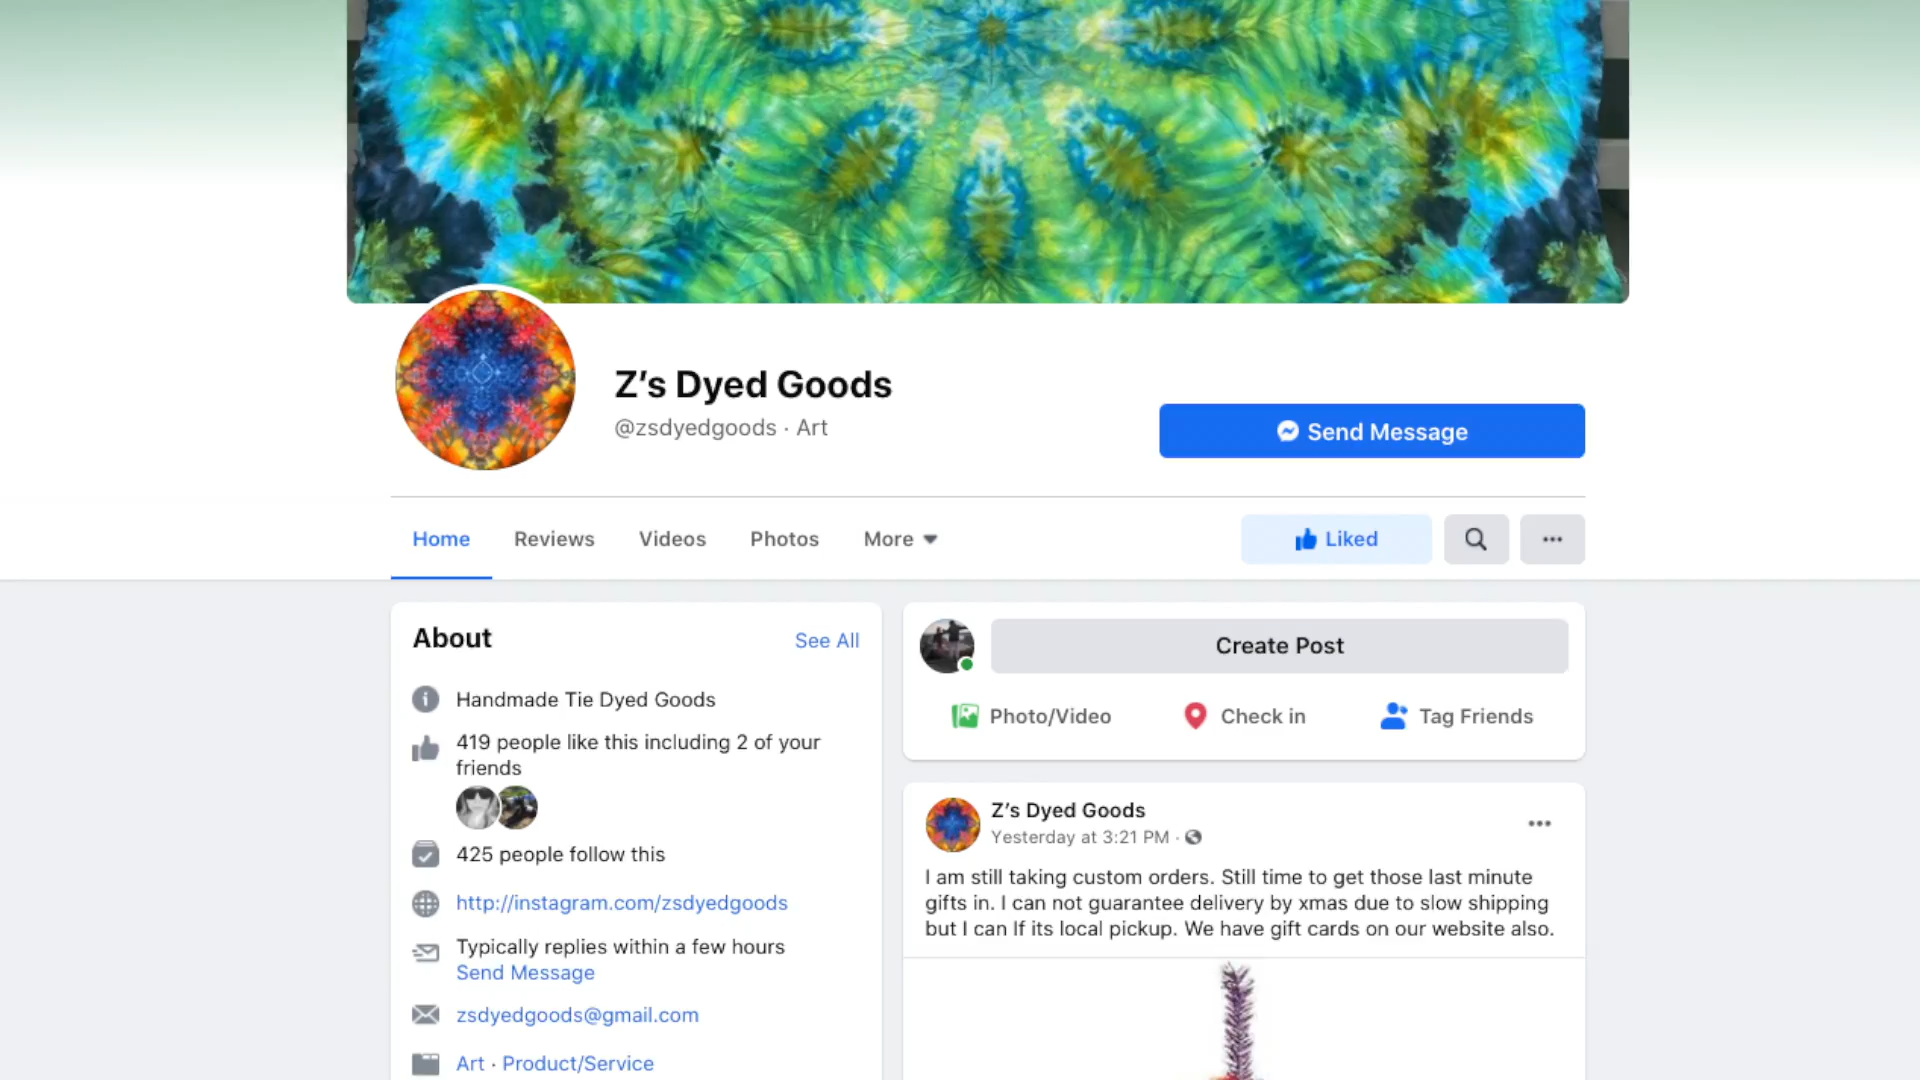 Z’s Dyed Goods
@zsdyedgoods · Art
Send Message
Home
Reviews
Videos
Photos
More
Liked
About
See All
Handmade Tie Dyed Goods
419 people like this including 2 of your
friends
425 people follow this
http://instagram.com/zsdyedgoods
Typically replies within a few hours
Send Message
zsdyedgoods@gmail.com
Art · Product/Service
Create Post
Photo/Video
Check in
Tag Friends
Z’s Dyed Goods
Yesterday at 3:21 PM ·
I am still taking custom orders. Still time to get those last minute
gifts in. I can not guarantee delivery by xmas due to slow shipping
but I can If its local pickup. We have gift cards on our website also.